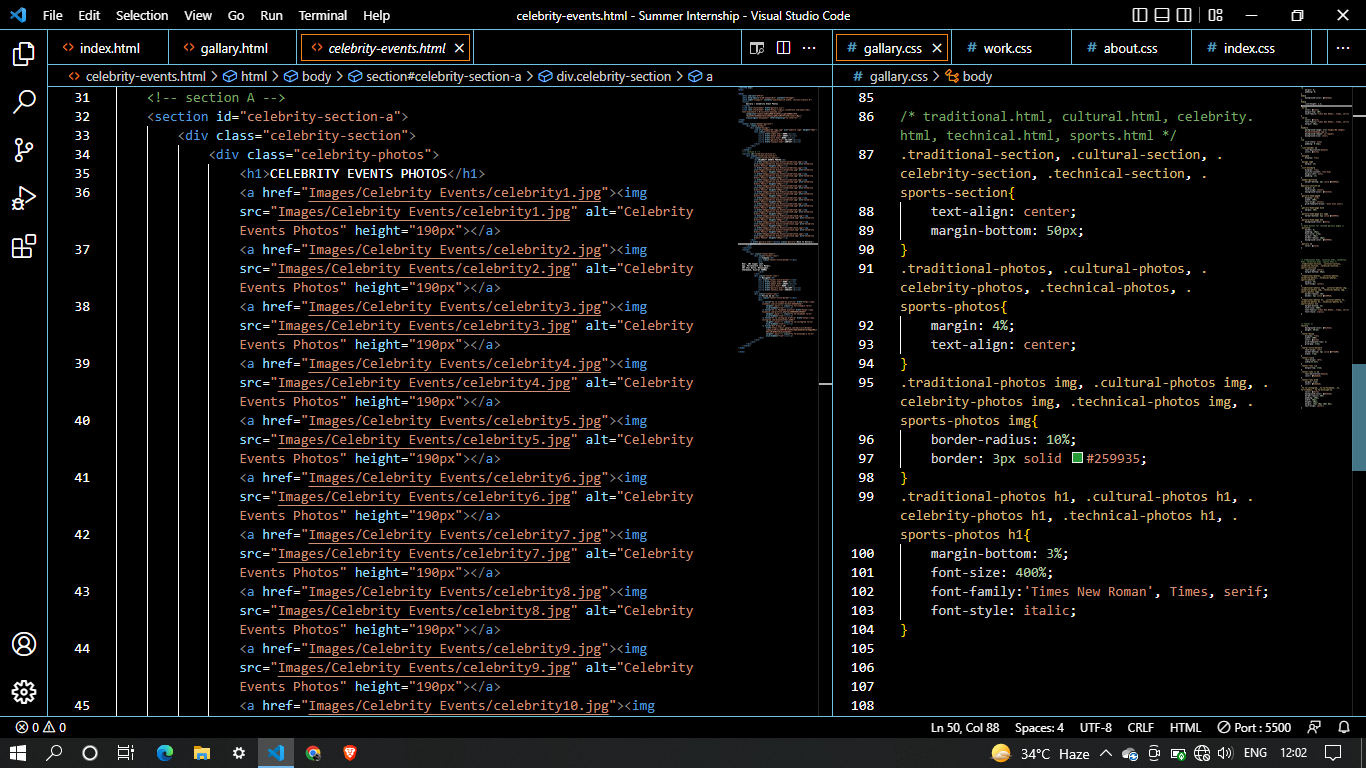 File Edit Selection View Go Run Terminal Help celebrity-events.html - Summer Internship - Visual Studio Code
index.html gallary.html celebrity-events.html
celebrity-events.html > html > body > section#celebrity-section-a > div.celebrity-section > a
31 <!-- section A -->
32 <section id="celebrity-section-a">
33 <div class="celebrity-section">
34 <div class="celebrity-photos">
35 <h1>CELEBRITY EVENTS PHOTOS</h1>
36 <a href="Images/Celebrity Events/celebrity1.jpg"><img
src="Images/Celebrity Events/celebrity1.jpg" alt="Celebrity
Events Photos" height="190px"></a>
37 <a href="Images/Celebrity Events/celebrity2.jpg"><img
src="Images/Celebrity Events/celebrity2.jpg" alt="Celebrity
Events Photos" height="190px"></a>
38 <a href="Images/Celebrity Events/celebrity3.jpg"><img
src="Images/Celebrity Events/celebrity3.jpg" alt="Celebrity
Events Photos" height="190px"></a>
39 <a href="Images/Celebrity Events/celebrity4.jpg"><img
src="Images/Celebrity Events/celebrity4.jpg" alt="Celebrity
Events Photos" height="190px"></a>
40 <a href="Images/Celebrity Events/celebrity5.jpg"><img
src="Images/Celebrity Events/celebrity5.jpg" alt="Celebrity
Events Photos" height="190px"></a>
41 <a href="Images/Celebrity Events/celebrity6.jpg"><img
src="Images/Celebrity Events/celebrity6.jpg" alt="Celebrity
Events Photos" height="190px"></a>
42 <a href="Images/Celebrity Events/celebrity7.jpg"><img
src="Images/Celebrity Events/celebrity7.jpg" alt="Celebrity
Events Photos" height="190px"></a>
43 <a href="Images/Celebrity Events/celebrity8.jpg"><img
src="Images/Celebrity Events/celebrity8.jpg" alt="Celebrity
Events Photos" height="190px"></a>
44 <a href="Images/Celebrity Events/celebrity9.jpg"><img
src="Images/Celebrity Events/celebrity9.jpg" alt="Celebrity
Events Photos" height="190px"></a>
45 <a href="Images/Celebrity Events/celebrity10.jpg"><img
# gallary.css # work.css # about.css # index.css
# gallary.css > body
85
86 /* traditional.html, cultural.html, celebrity.
html, technical.html, sports.html */
87 .traditional-section, .cultural-section, .
celebrity-section, .technical-section, .
sports-section{
88 text-align: center;
89 margin-bottom: 50px;
90 }
91 .traditional-photos, .cultural-photos, .
celebrity-photos, .technical-photos, .
sports-photos{
92 margin: 4%;
93 text-align: center;
94 }
95 .traditional-photos img, .cultural-photos img, .
celebrity-photos img, .technical-photos img, .
sports-photos img{
96 border-radius: 10%;
97 border: 3px solid #259935;
98 }
99 .traditional-photos h1, .cultural-photos h1, .
celebrity-photos h1, .technical-photos h1, .
sports-photos h1{
100 margin-bottom: 3%;
101 font-size: 400%;
102 font-family:'Times New Roman', Times, serif;
103 font-style: italic;
104 }
105
106
107
108
0 0 Ln 50, Col 88 Spaces: 4 UTF-8 CRLF HTML Port : 5500
34°C Haze ENG 12:02